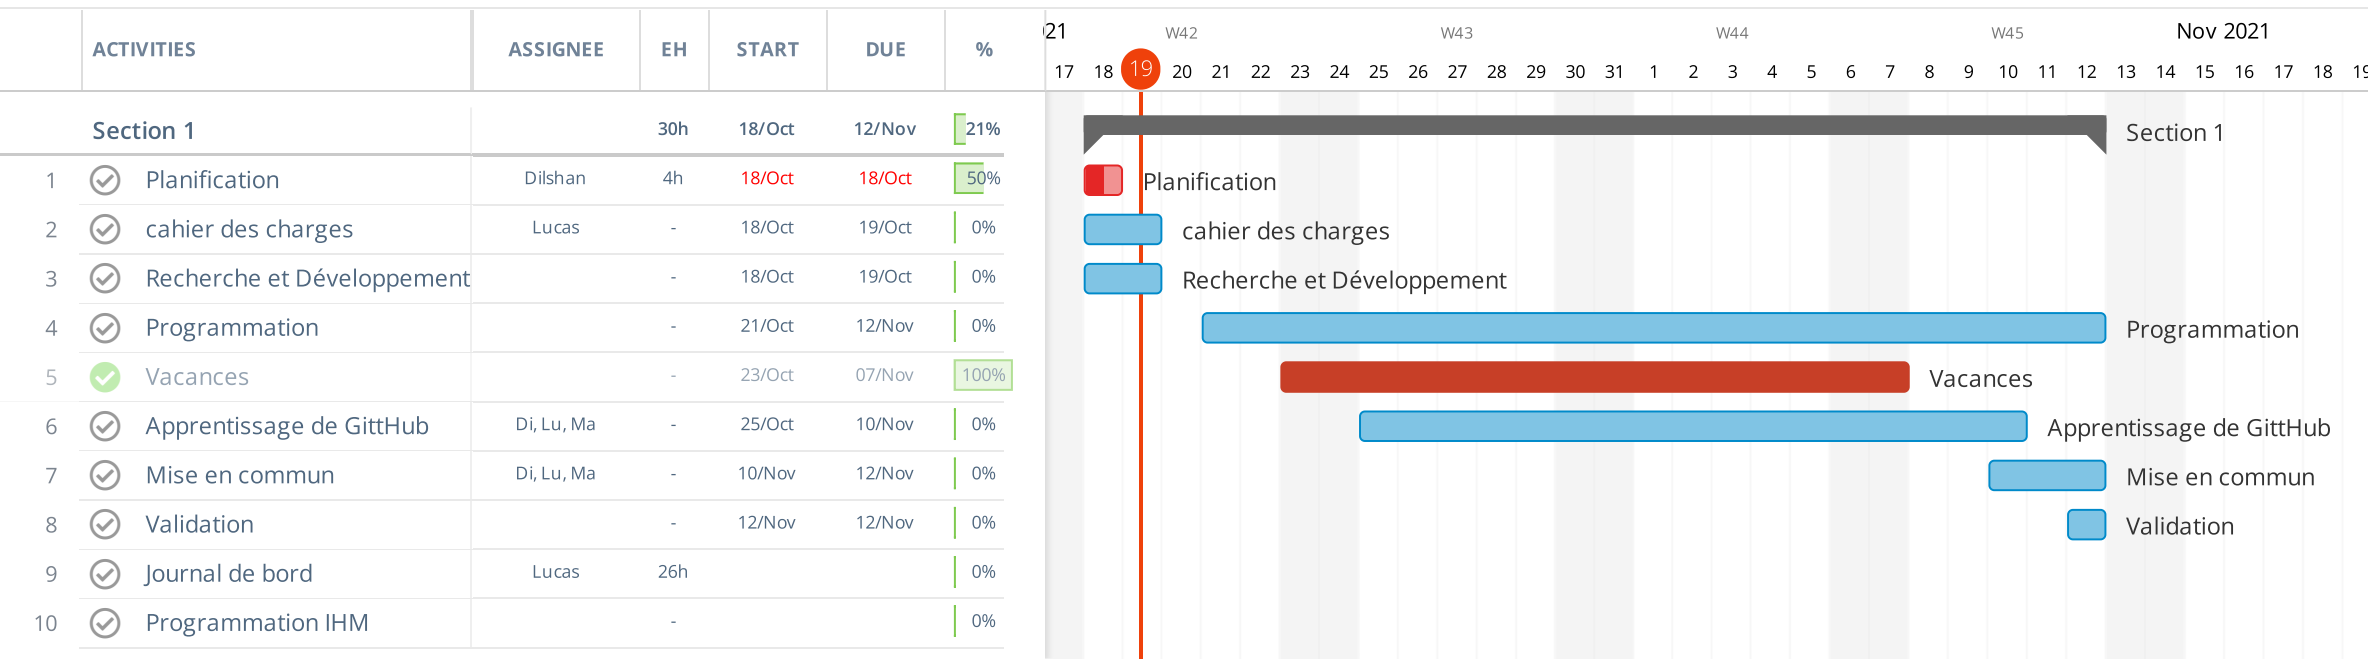 ACTIVITIES ASSIGNEE EH START DUE %
21 W42 W43 W44 W45 Nov 2021
17 18 19 20 21 22 23 24 25 26 27 28 29 30 31 1 2 3 4 5 6 7 8 9 10 11 12 13 14 15 16 17 18 19
Section 1 30h 18/Oct 12/Nov 21% Section 1
1 Planification Dilshan 4h 18/Oct 18/Oct 50% Planification
2 cahier des charges Lucas - 18/Oct 19/Oct 0% cahier des charges
3 Recherche et Développement - 18/Oct 19/Oct 0% Recherche et Développement
4 Programmation - 21/Oct 12/Nov 0% Programmation
5 Vacances - 23/Oct 07/Nov 100% Vacances
6 Apprentissage de GittHub Di, Lu, Ma - 25/Oct 10/Nov 0% Apprentissage de GittHub
7 Mise en commun Di, Lu, Ma - 10/Nov 12/Nov 0% Mise en commun
8 Validation - 12/Nov 12/Nov 0% Validation
9 Journal de bord Lucas 26h 0%
10 Programmation IHM - 0%